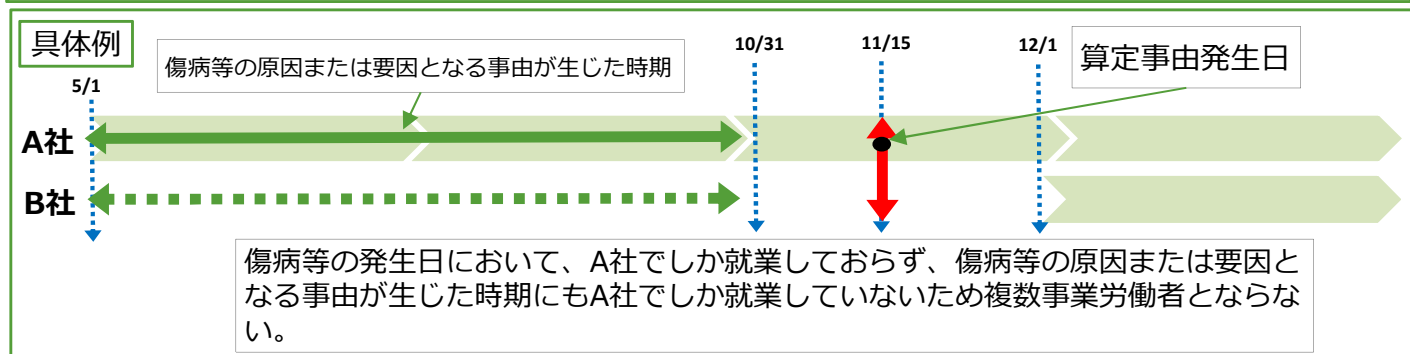 具体例
傷病等の原因または要因となる事由が生じた時期
10/31
11/15
12/1
算定事由発生日
5/1
A社
B社
傷病等の発生日において、A社でしか就業しておらず、傷病等の原因または要因と
なる事由が生じた時期にもA社でしか就業していないため複数事業労働者とならな
い。